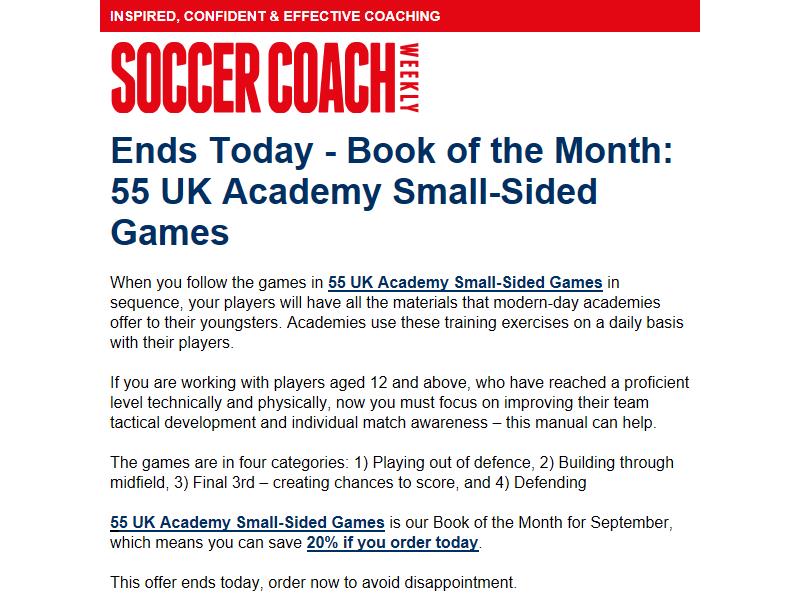 INSPIRED, CONFIDENT & EFFECTIVE COACHING
SOCCER COACH WEEKLY
Ends Today - Book of the Month:
55 UK Academy Small-Sided
Games
When you follow the games in 55 UK Academy Small-Sided Games in
sequence, your players will have all the materials that modern-day academies
offer to their youngsters. Academies use these training exercises on a daily basis
with their players.
If you are working with players aged 12 and above, who have reached a proficient
level technically and physically, now you must focus on improving their team
tactical development and individual match awareness – this manual can help.
The games are in four categories: 1) Playing out of defence, 2) Building through
midfield, 3) Final 3rd – creating chances to score, and 4) Defending
55 UK Academy Small-Sided Games is our Book of the Month for September,
which means you can save 20% if you order today.
This offer ends today, order now to avoid disappointment.